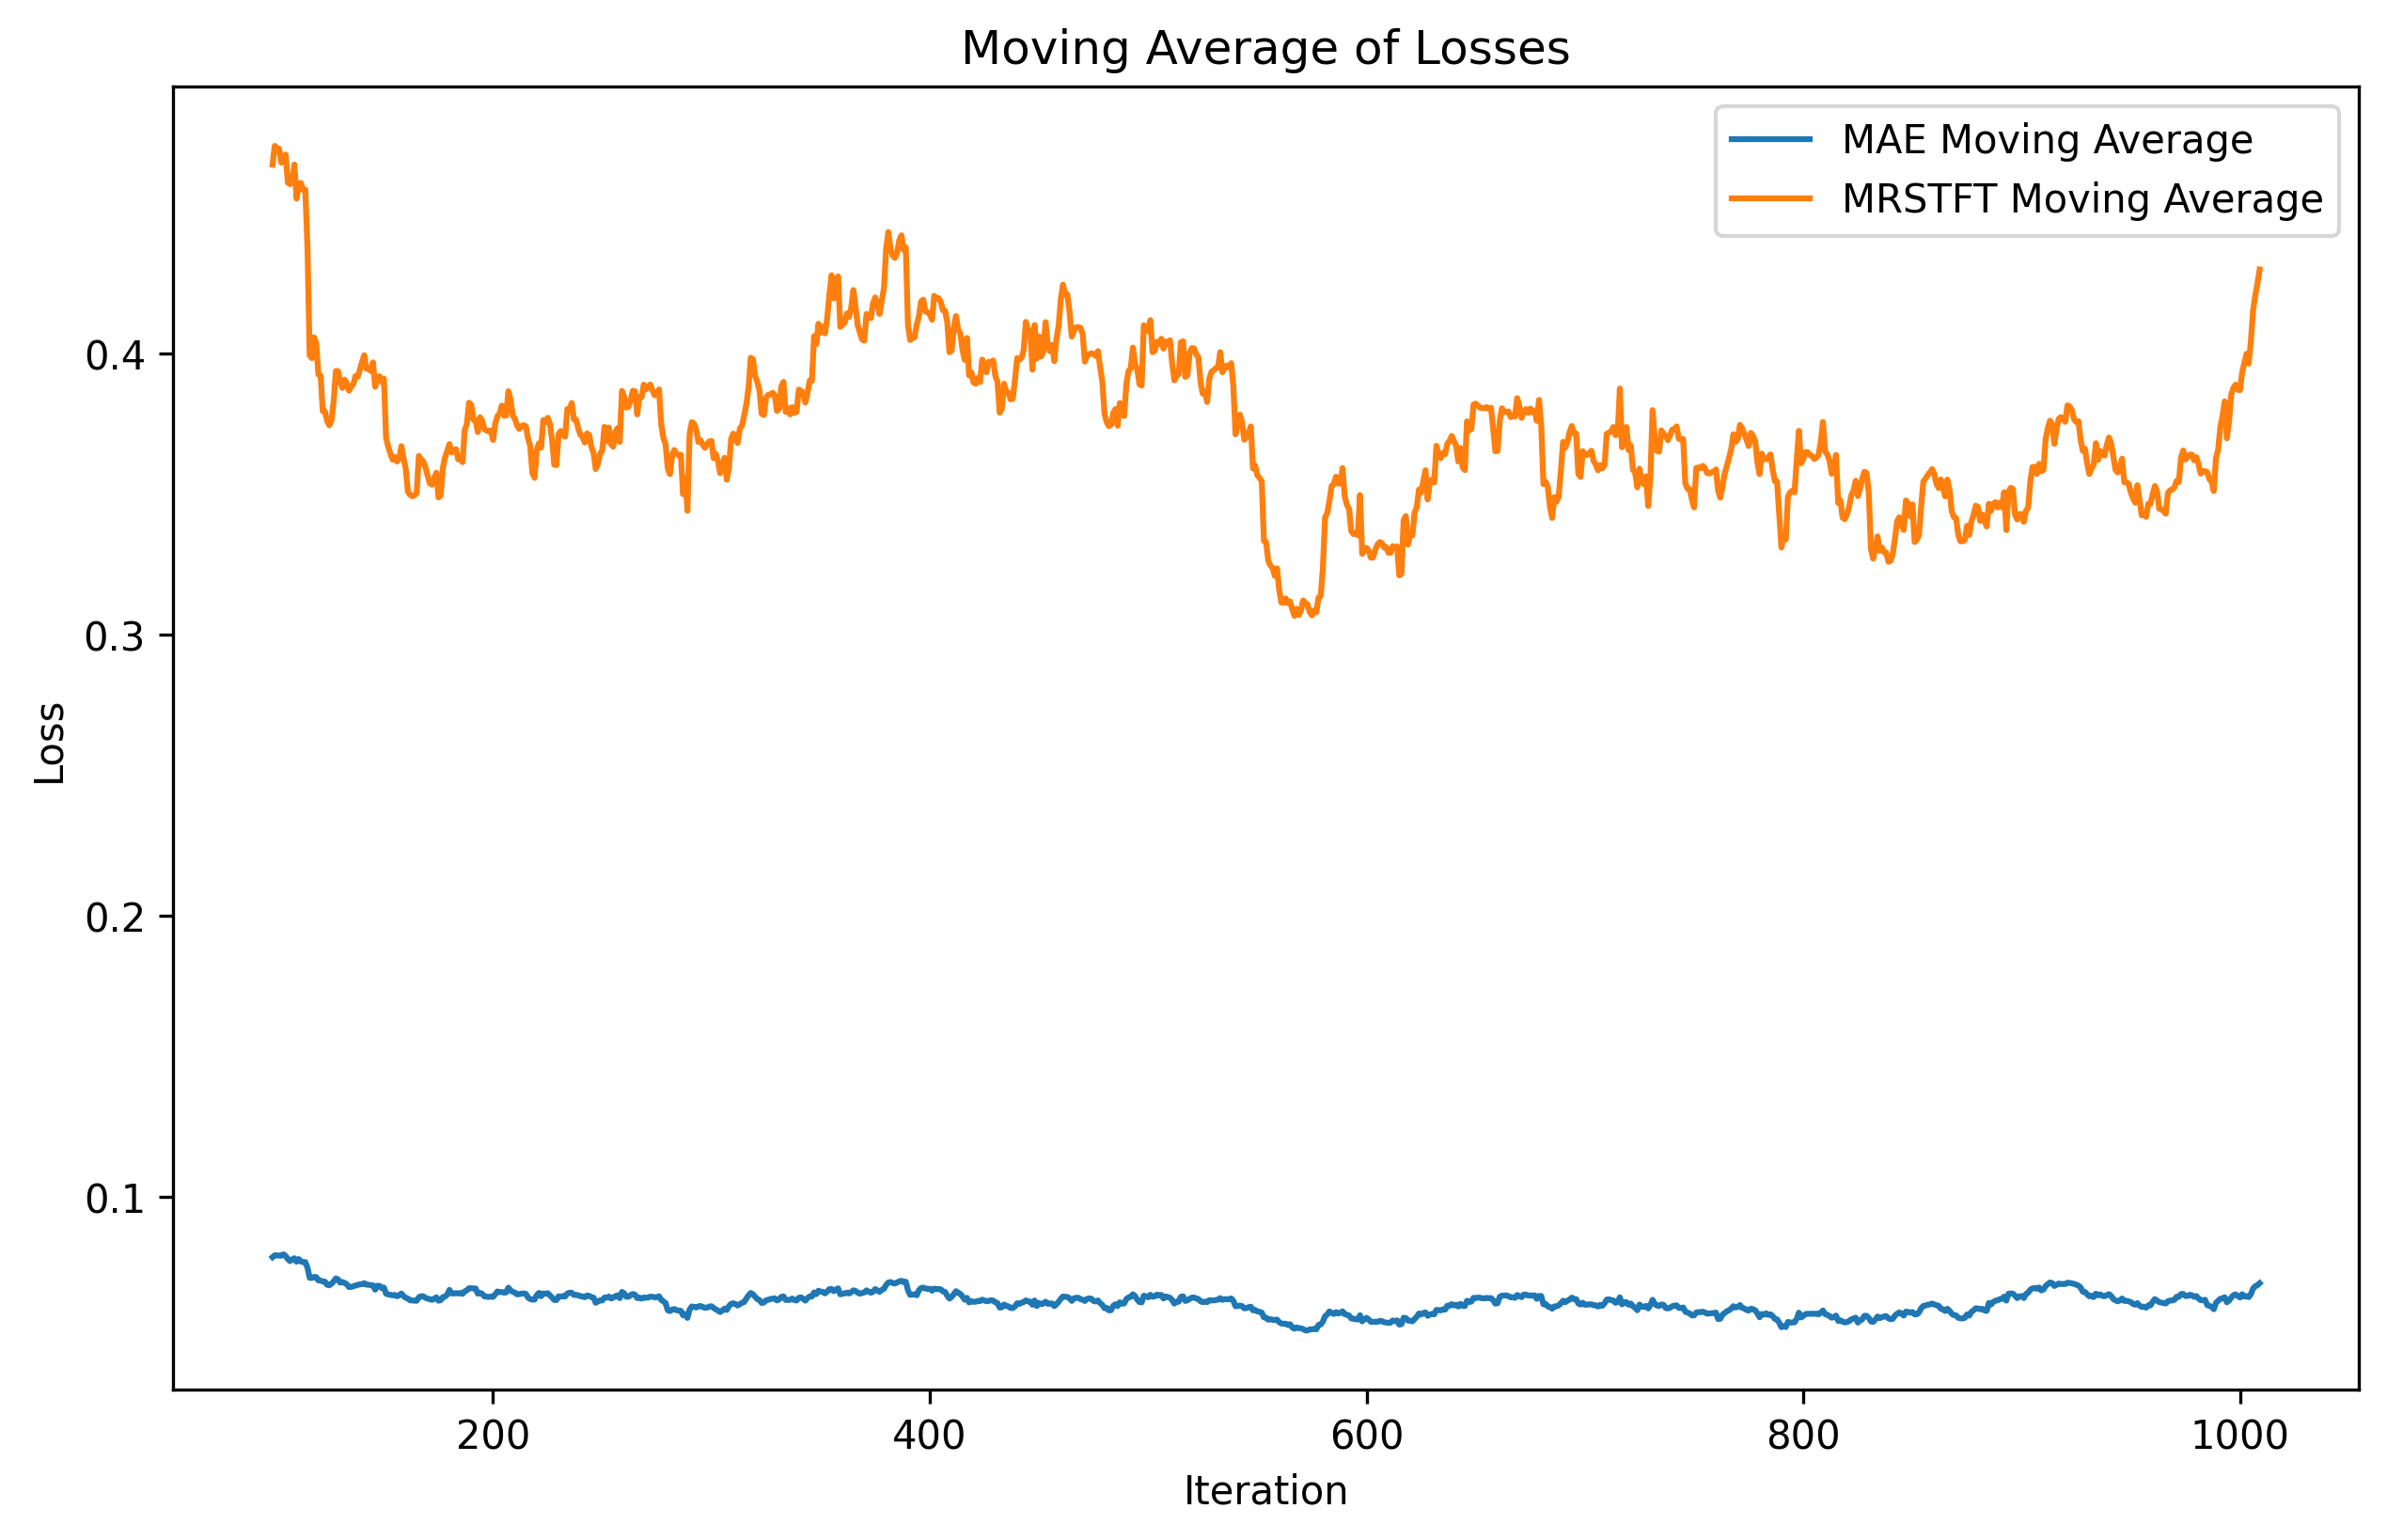 Moving Average of Losses
MAE Moving Average
MRSTFT Moving Average
Loss
0.4
0.3
0.2
0.1
200 400 600 800 1000
Iteration